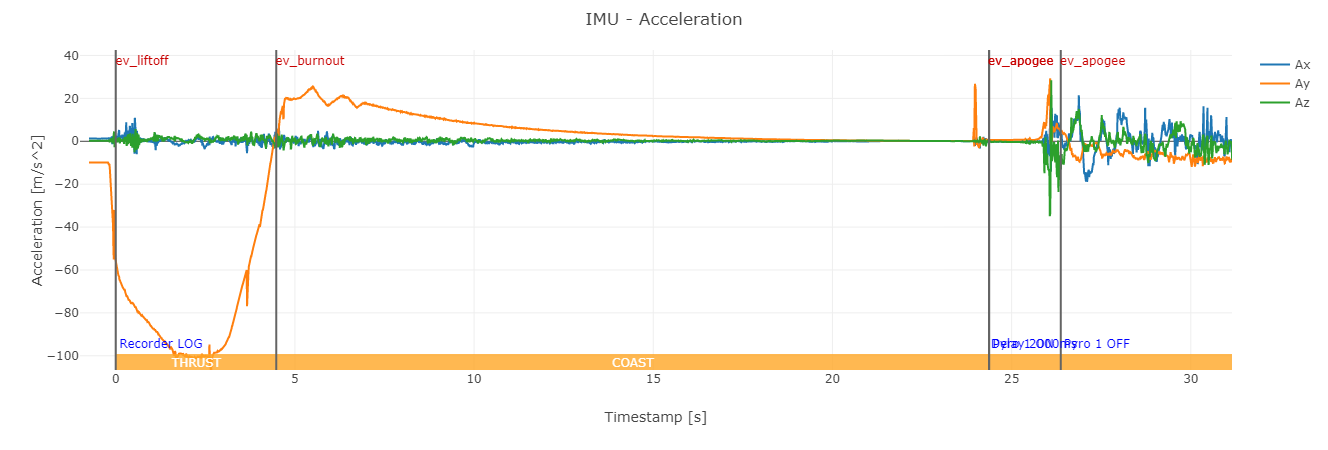 IMU - Acceleration
ev_liftoff
ev_burnout
ev_apogee
ev_apogee
Ax
Ay
Az
40
20
0
−20
−40
−60
−80
−100
Acceleration [m/s^2]
Recorder LOG
Pyro 1 OFF
THRUST
COAST
0
5
10
15
20
25
30
Timestamp [s]